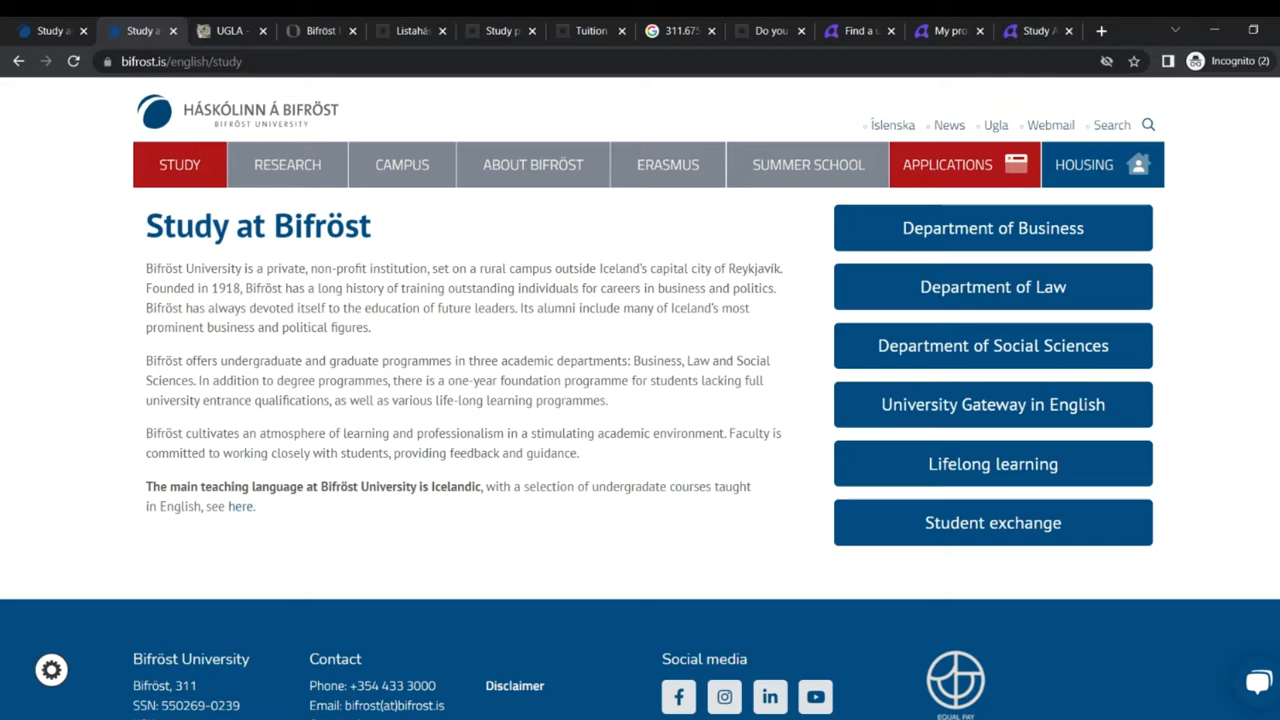 Study a
Study a
UGLA -
Bifröst
Listahás
Study p
Tuition
311.675
Do you
Find a u
My pro
Study A
bifrost.is/english/study
Incognito (2)
HÁSKÓLINN Á BIFRÖST
BIFRÖST UNIVERSITY
Íslenska News Ugla Webmail Search
STUDY RESEARCH CAMPUS ABOUT BIFRÖST ERASMUS SUMMER SCHOOL APPLICATIONS HOUSING
Study at Bifröst
Bifröst University is a private, non-profit institution, set on a rural campus outside Iceland's capital city of Reykjavík.
Founded in 1918, Bifröst has a long history of training outstanding individuals for careers in business and politics.
Bifröst has always devoted itself to the education of future leaders. Its alumni include many of Iceland's most
prominent business and political figures.
Bifröst offers undergraduate and graduate programmes in three academic departments: Business, Law and Social
Sciences. In addition to degree programmes, there is a one-year foundation programme for students lacking full
university entrance qualifications, as well as various life-long learning programmes.
Bifröst cultivates an atmosphere of learning and professionalism in a stimulating academic environment. Faculty is
committed to working closely with students, providing feedback and guidance.
The main teaching language at Bifröst University is Icelandic, with a selection of undergradate courses taught
in English, see here.
Department of Business
Department of Law
Department of Social Sciences
University Gateway in English
Lifelong learning
Student exchange
Bifröst University
Bifröst, 311
SSN: 550269-0239
Contact
Phone: +354 433 3000
Email: bifrost(at)bifrost.is
Disclaimer
Social media
EQUAL PAY